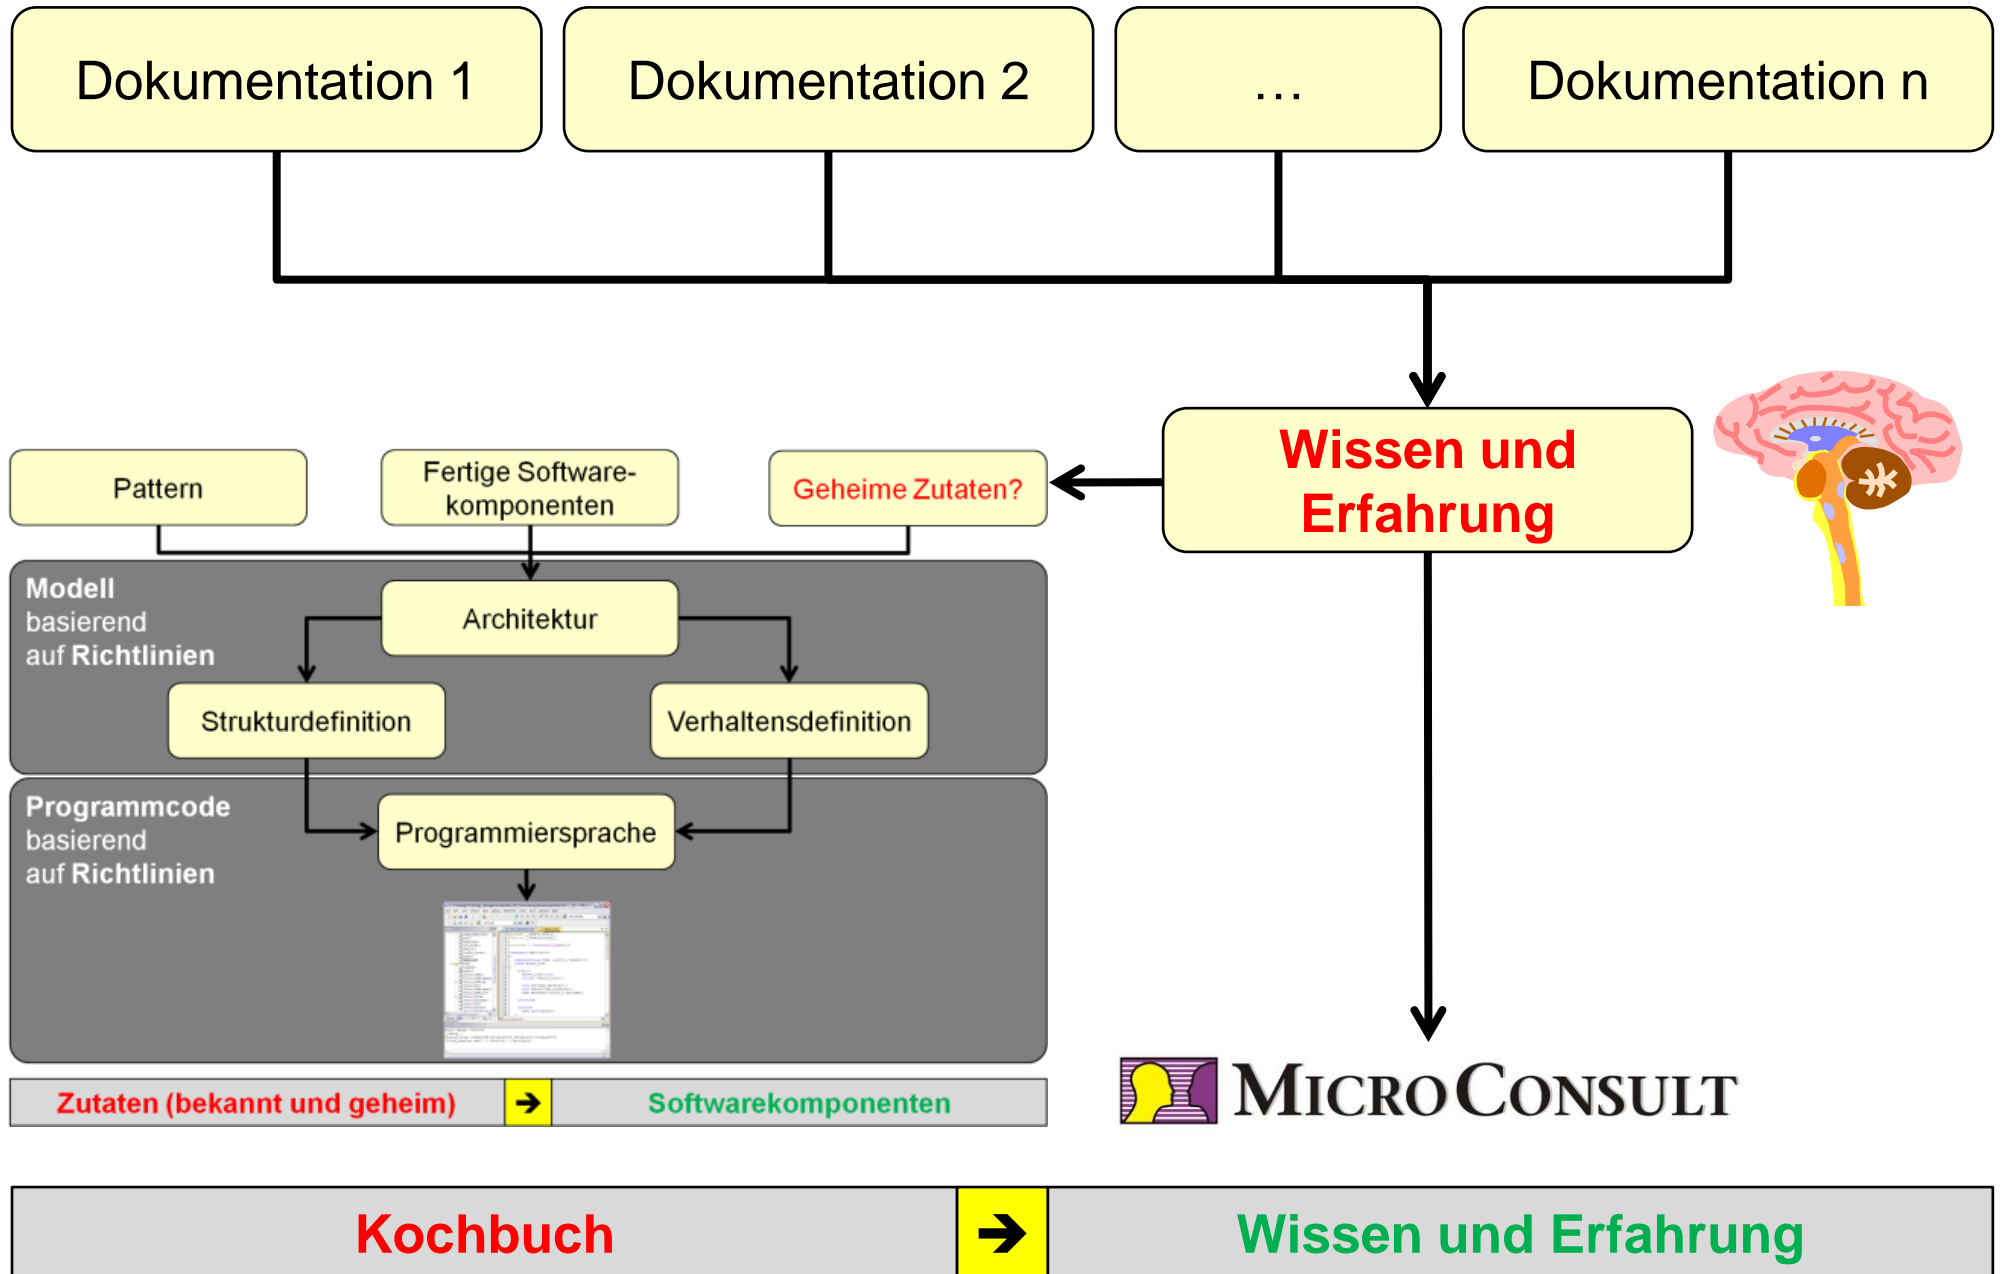 Dokumentation 1
Dokumentation 2
…
Dokumentation n
Wissen und
Erfahrung
Pattern
Fertige Software-
komponenten
Geheime Zutaten?
Modell
basierend
auf Richtlinien
Architektur
Strukturdefinition
Verhaltensdefinition
Programmcode
basierend
auf Richtlinien
Programmiersprache
Zutaten (bekannt und geheim)
➔
Softwarekomponenten
MICROCONSULT
Kochbuch
➔
Wissen und Erfahrung